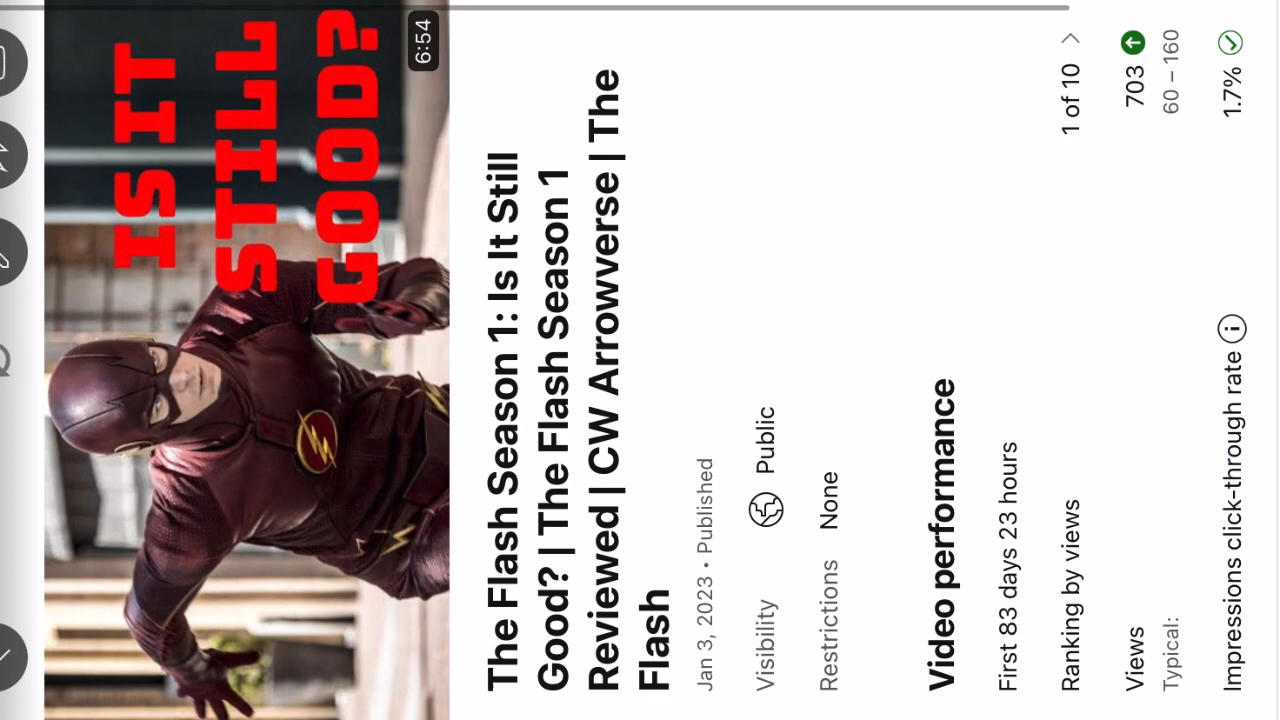 IS IT
STILL
GOOD?
6:54
The Flash Season 1: Is It Still
Good? | The Flash Season 1
Reviewed | CW Arrowverse | The
Flash
Jan 3, 2023 • Published
Visibility Public
Restrictions None
Video performance
First 83 days 23 hours
Ranking by views 1 of 10 >
Views 703
Typical: 60 – 160
Impressions click-through rate 1.7%